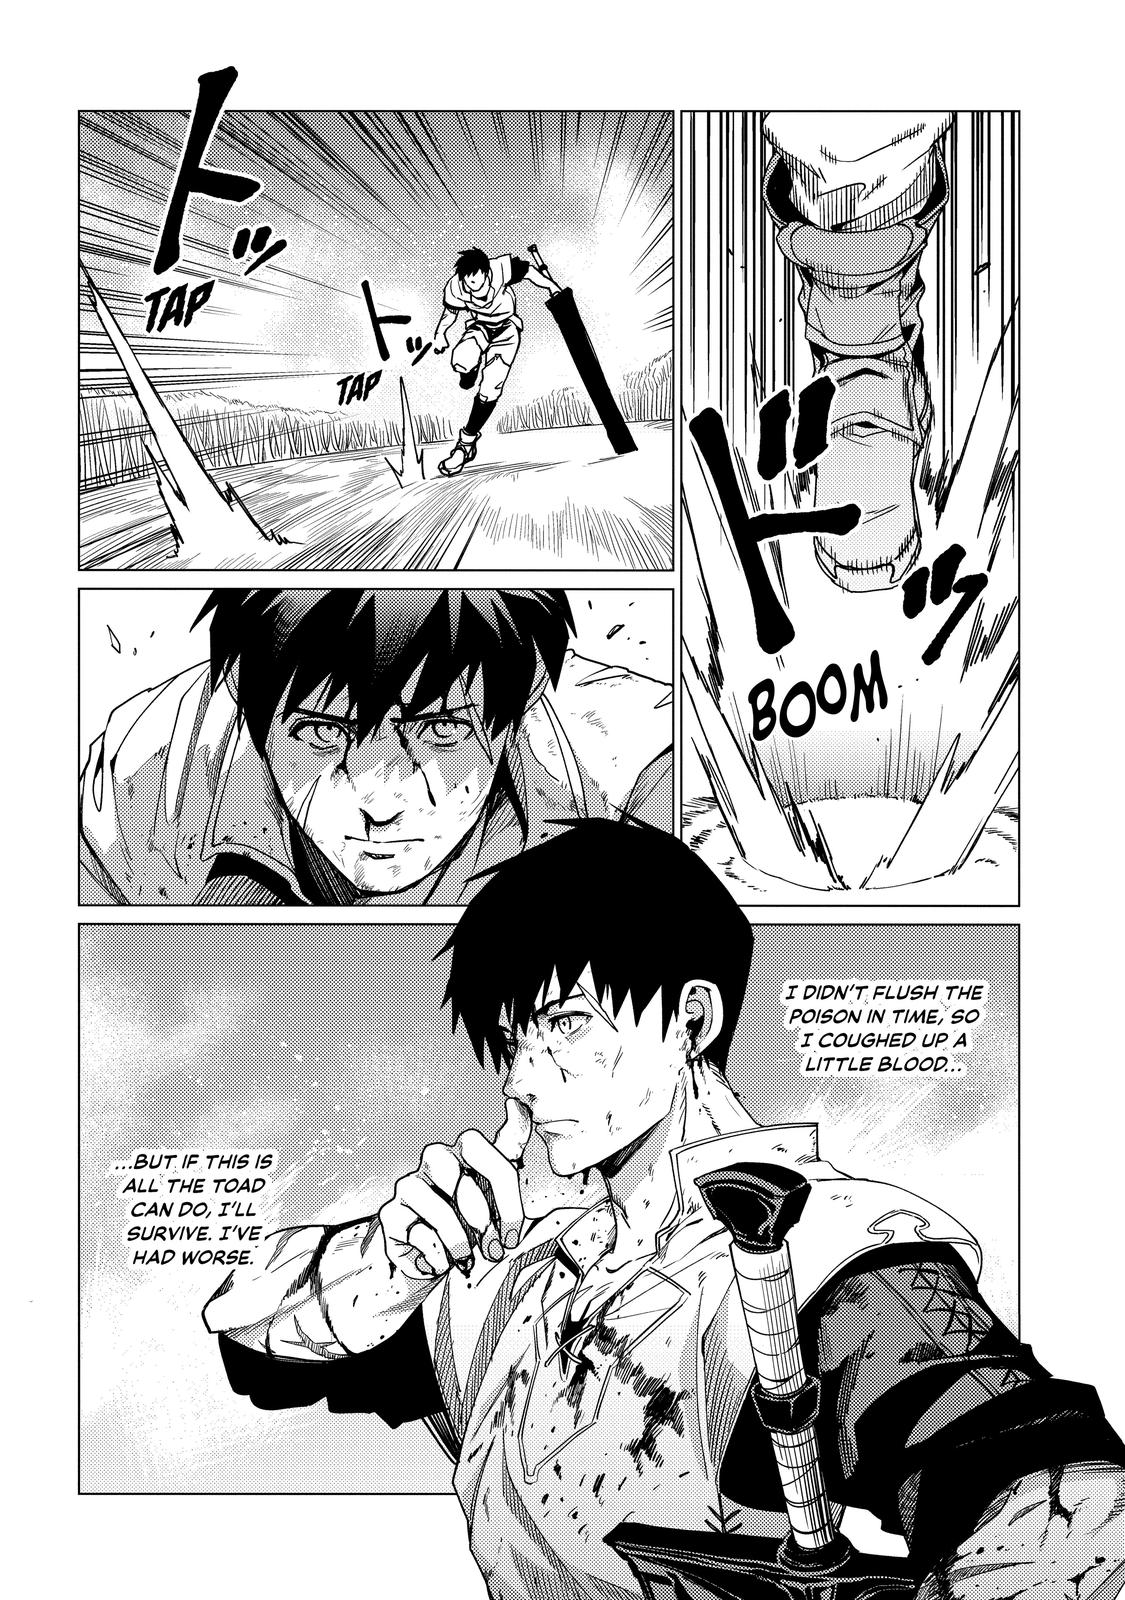 トッ
TAP
トッ
TAP
ドッ
BOOM
I DIDN'T FLUSH THE
POISON IN TIME, SO
I COUGHED UP A
LITTLE BLOOD...
...BUT IF THIS IS
ALL THE TOAD
CAN DO, I'LL
SURVIVE. I'VE
HAD WORSE.